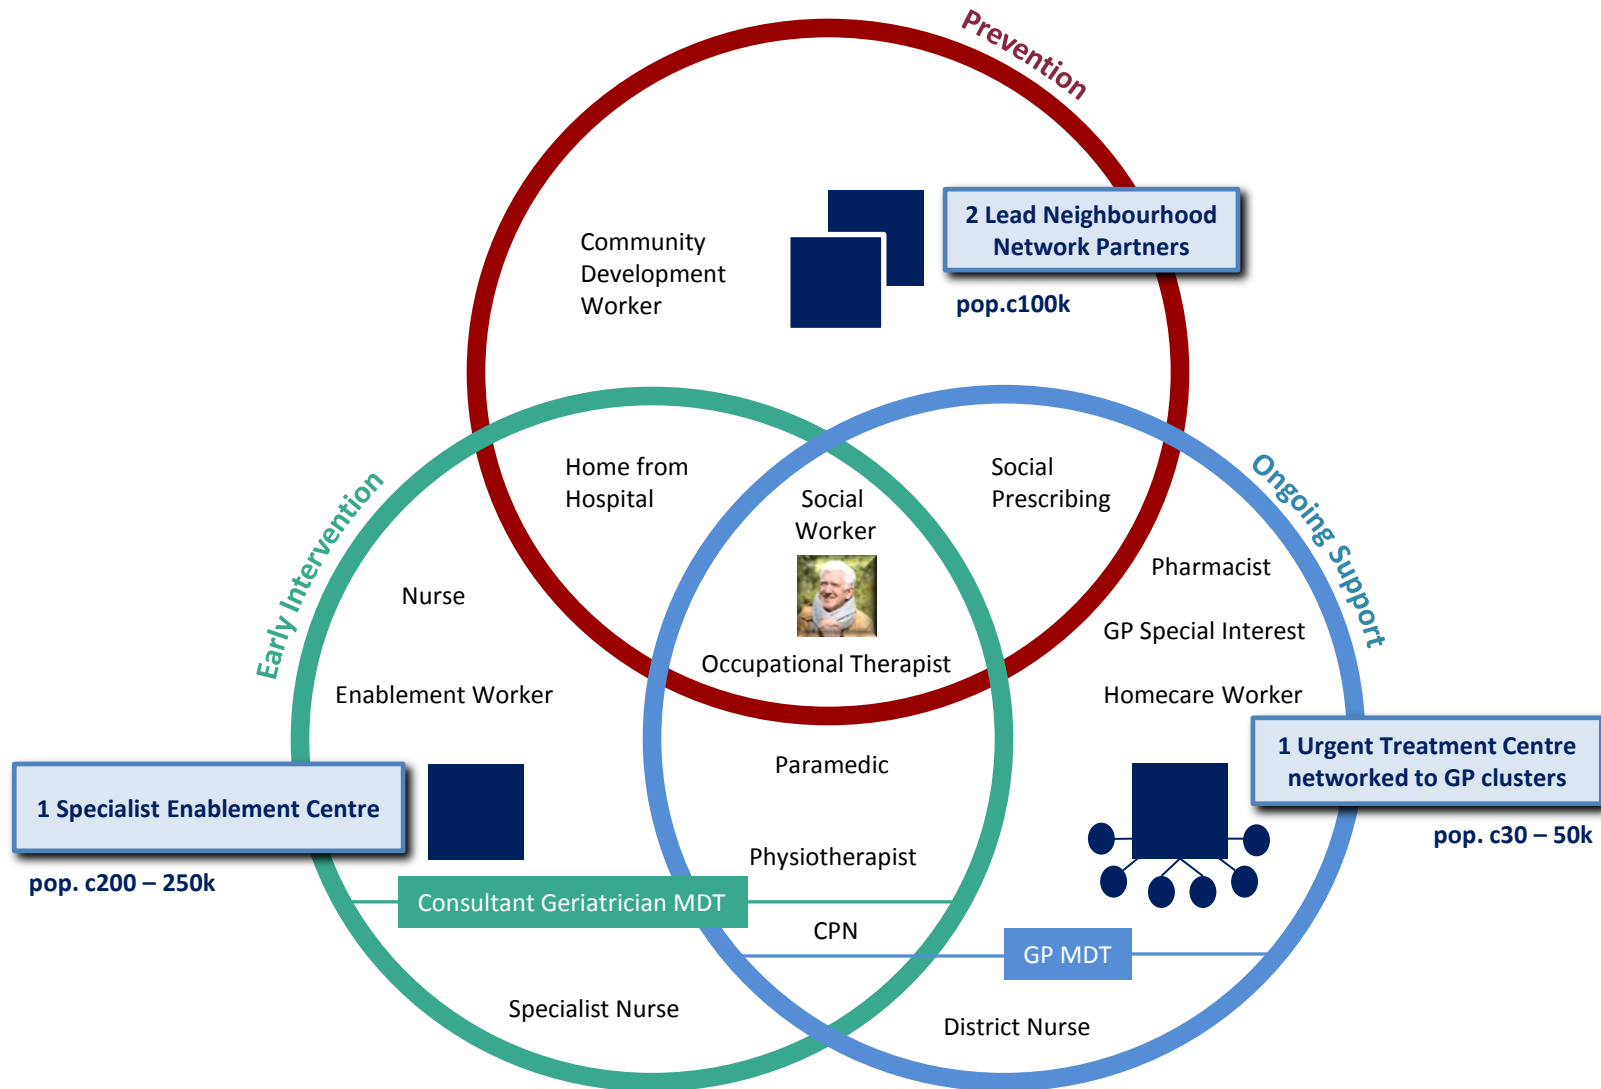 Prevention
2 Lead Neighbourhood
Network Partners
pop.c100k
Community
Development
Worker
Early Intervention
Home from
Hospital
Social
Worker
Social
Prescribing
Ongoing Support
Occupational Therapist
Nurse
Enablement Worker
Pharmacist
GP Special Interest
Homecare Worker
1 Specialist Enablement Centre
pop. c200 – 250k
Paramedic
Physiotherapist
1 Urgent Treatment Centre
networked to GP clusters
pop. c30 – 50k
Consultant Geriatrician MDT
CPN
GP MDT
Specialist Nurse
District Nurse